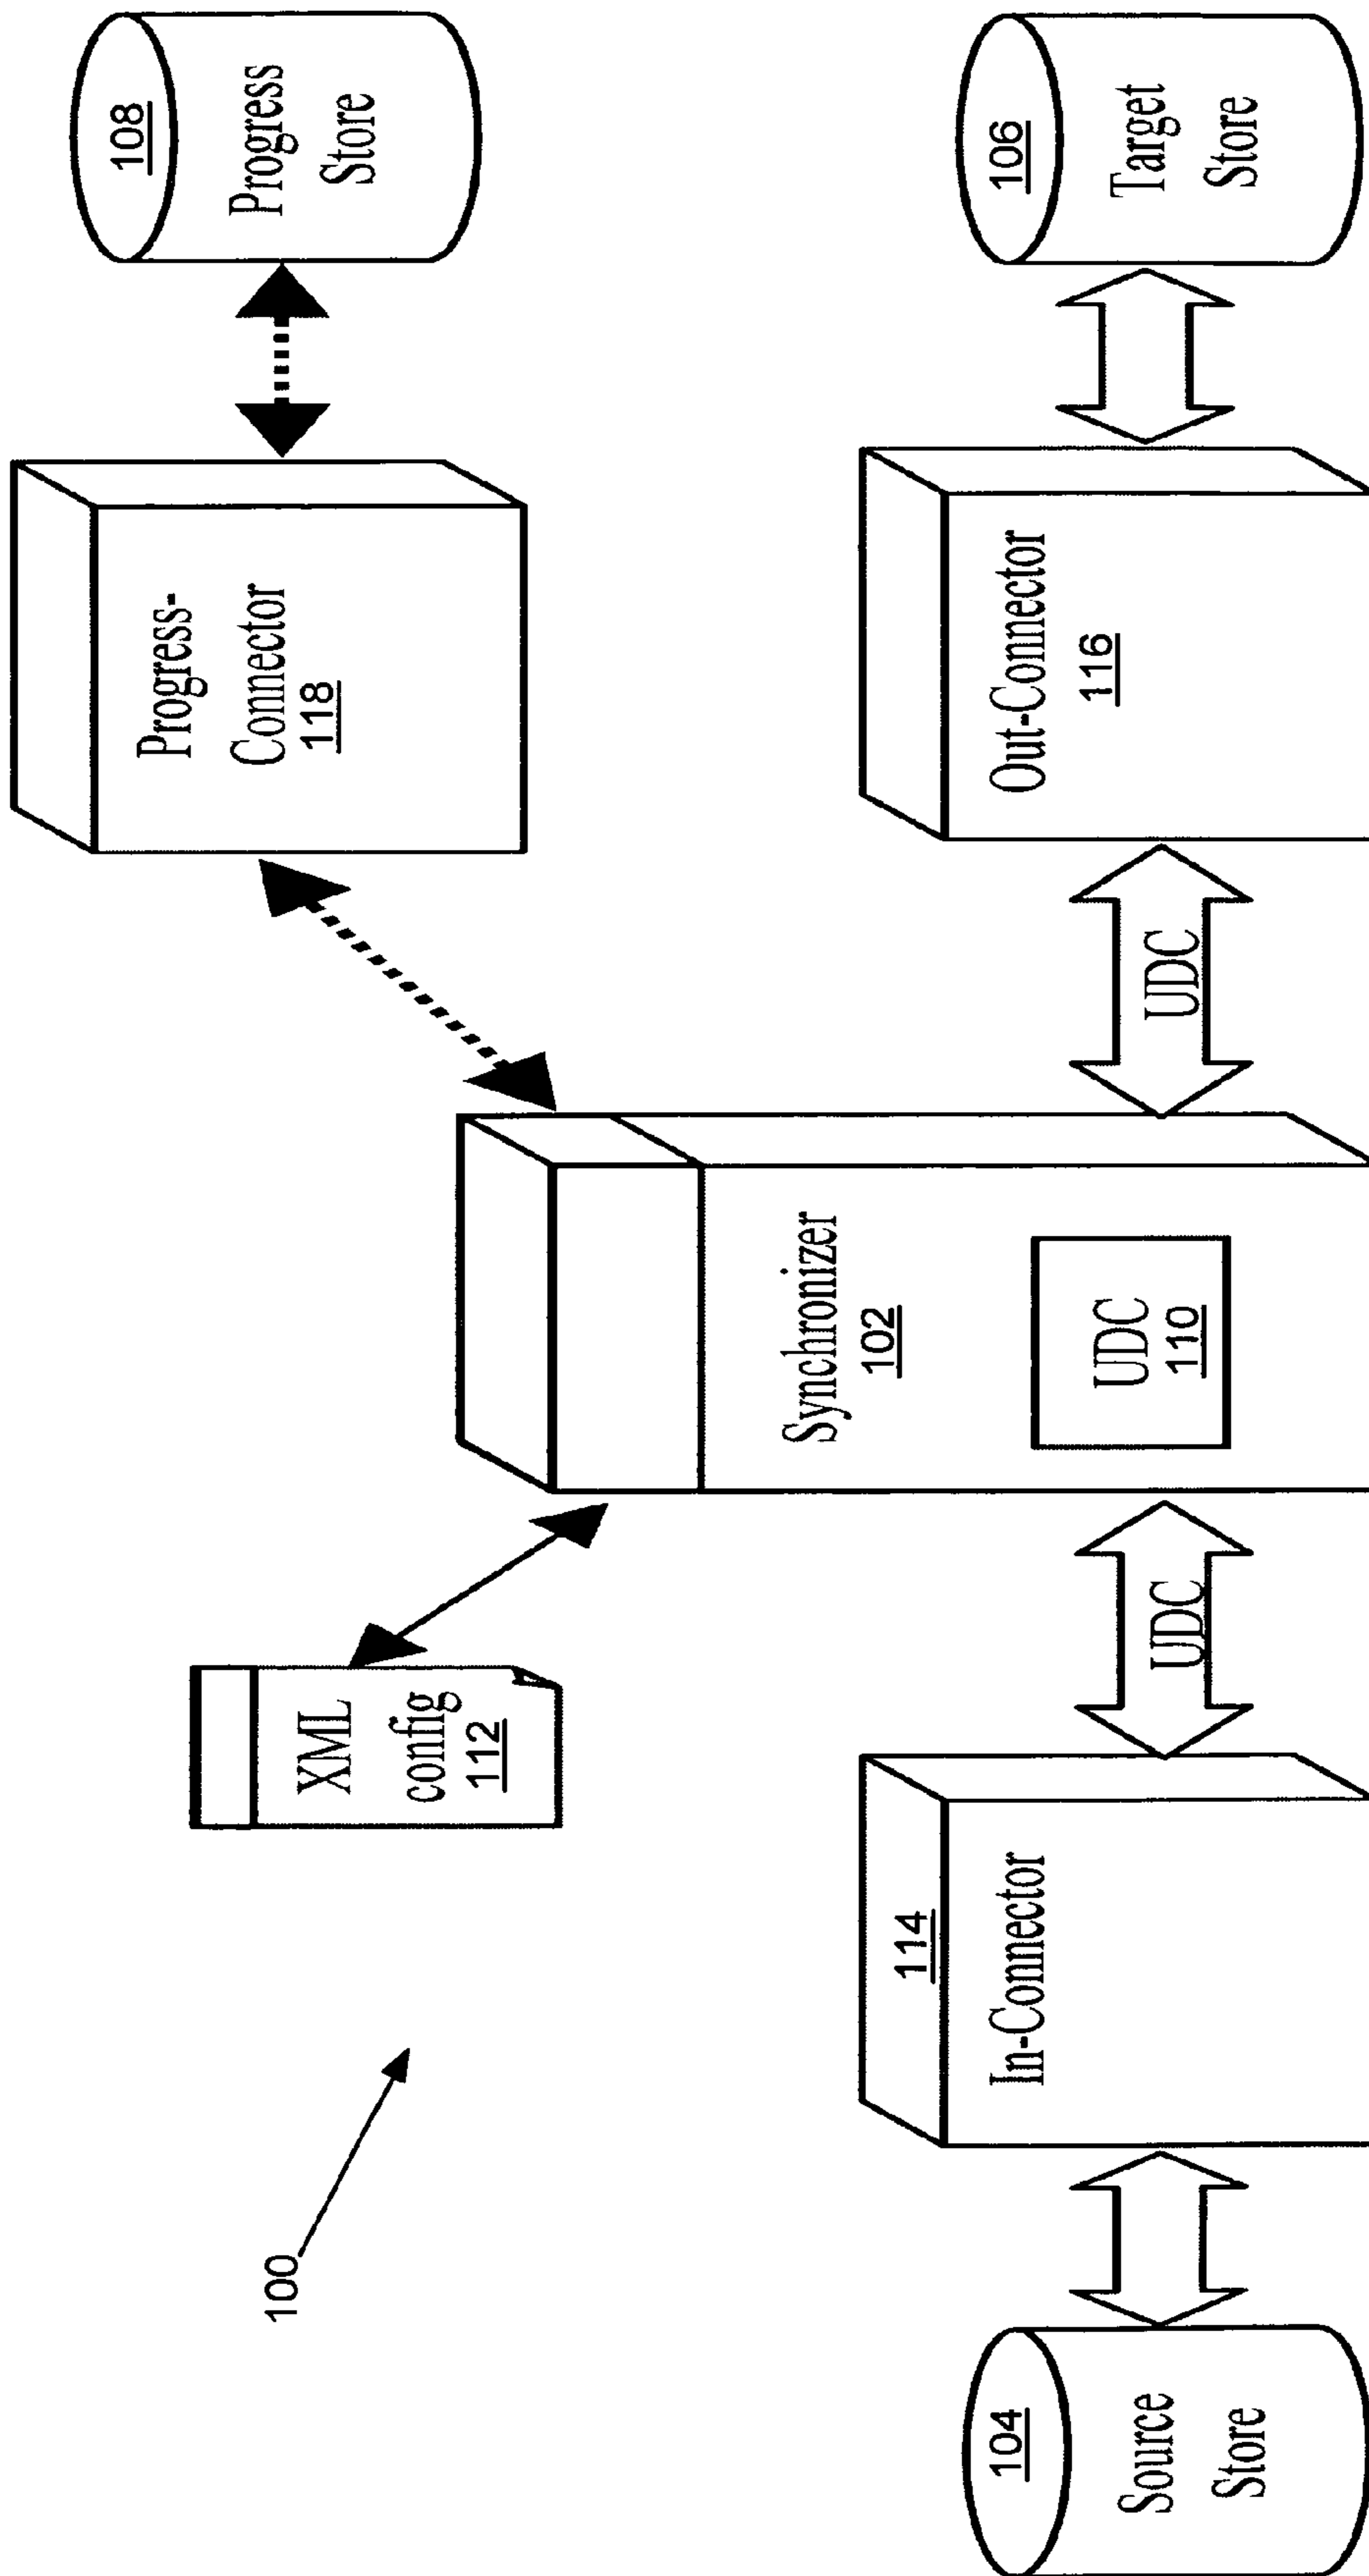 108
Progress
Store
Progress-
Connector
118
XML
config
112
100
Synchronizer
102
UDC
110
104
Source
Store
114
In-Connector
UDC
UDC
Out-Connector
116
106
Target
Store